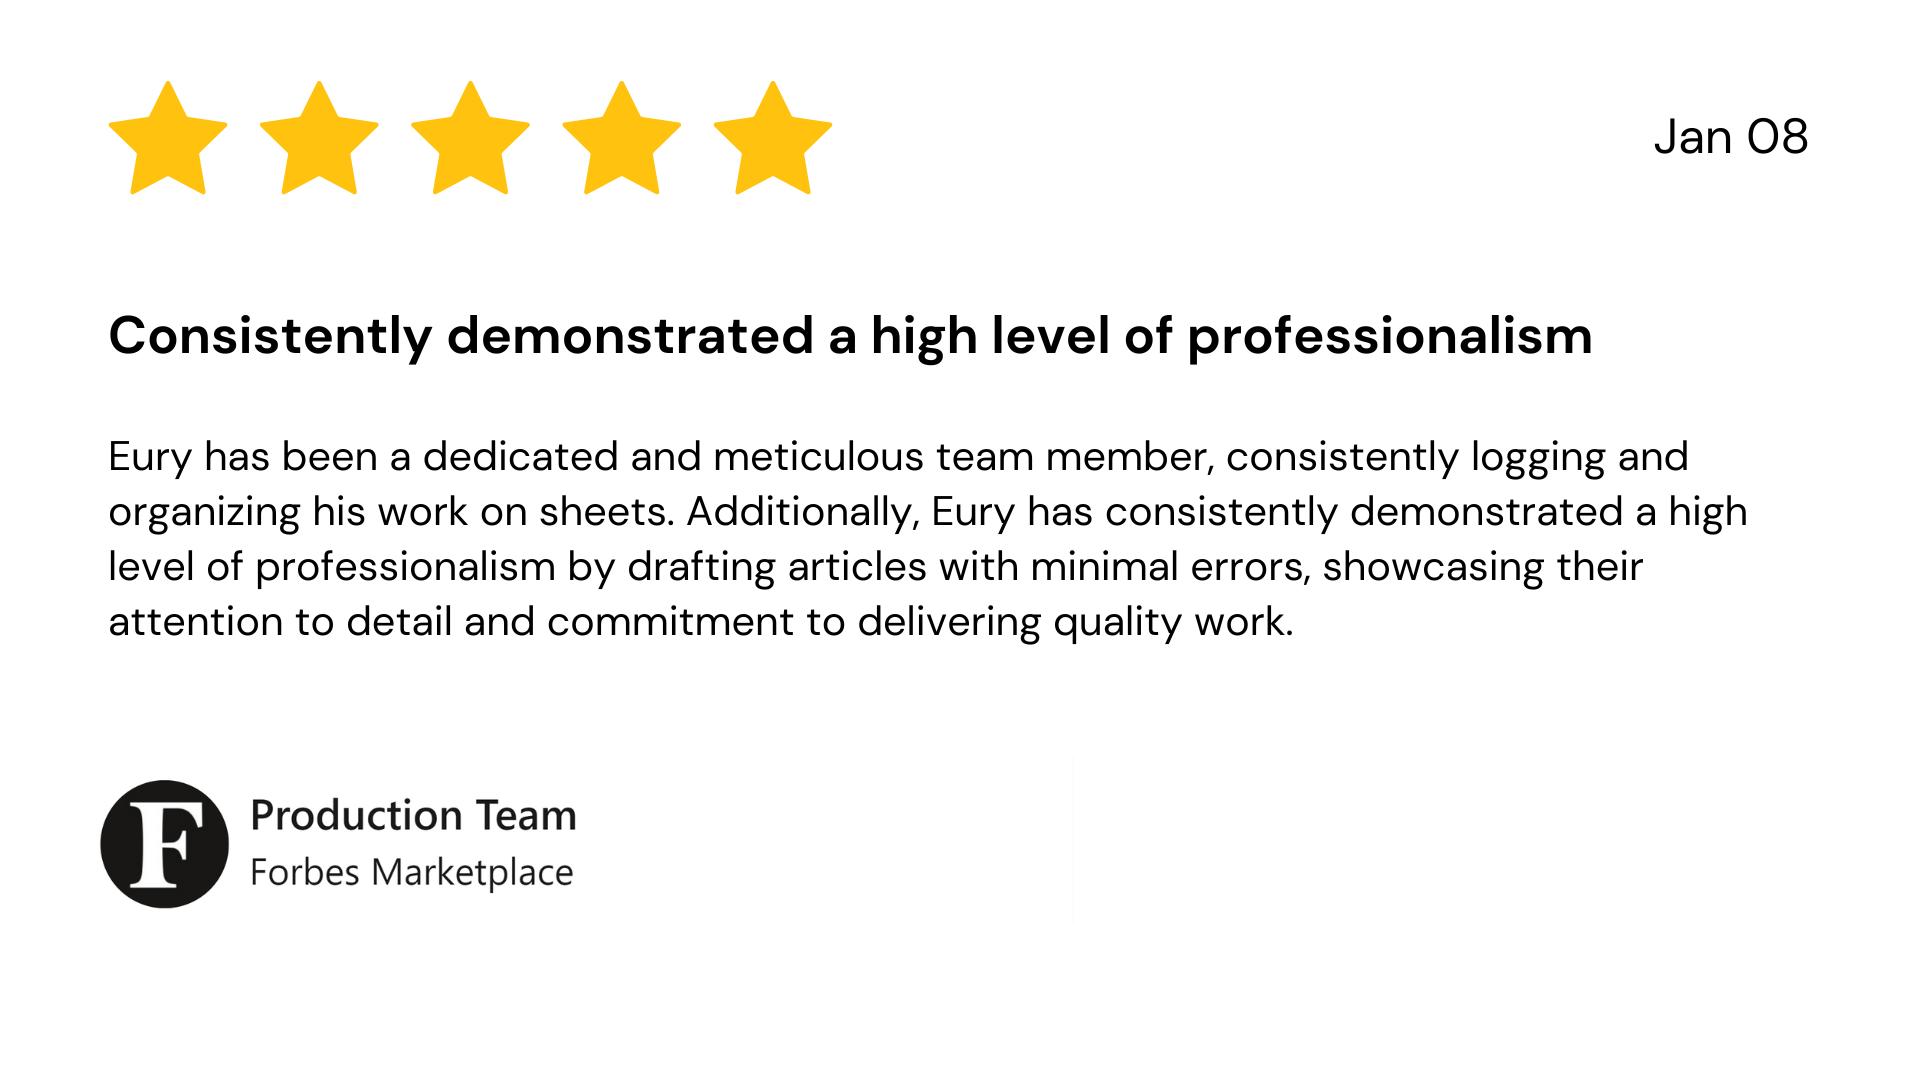 Jan 08
Consistently demonstrated a high level of professionalism
Eury has been a dedicated and meticulous team member, consistently logging and
organizing his work on sheets. Additionally, Eury has consistently demonstrated a high
level of professionalism by drafting articles with minimal errors, showcasing their
attention to detail and commitment to delivering quality work.
F
Production Team
Forbes Marketplace